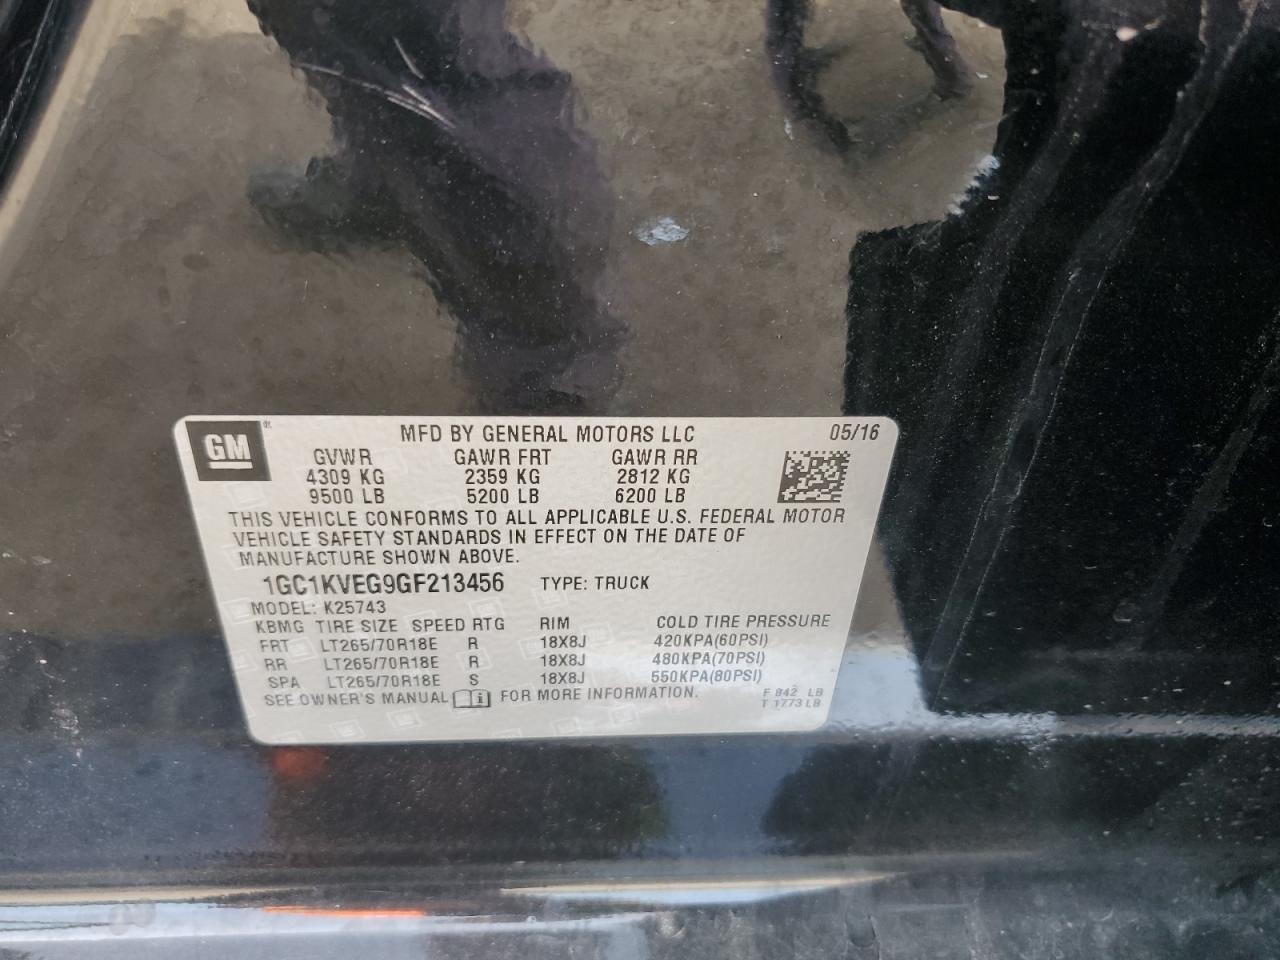 GM ®
MFD BY GENERAL MOTORS LLC 05/16
GVWR GAWR FRT GAWR RR
4309 KG 2359 KG 2812 KG
9500 LB 5200 LB 6200 LB
THIS VEHICLE CONFORMS TO ALL APPLICABLE U.S. FEDERAL MOTOR
VEHICLE SAFETY STANDARDS IN EFFECT ON THE DATE OF
MANUFACTURE SHOWN ABOVE.
1GC1KVEG9GF213456 TYPE: TRUCK
MODEL: K25743
KBMG TIRE SIZE SPEED RTG RIM COLD TIRE PRESSURE
FRT LT265/70R18E R 18X8J 420KPA(60PSI)
RR LT265/70R18E R 18X8J 480KPA(70PSI)
SPA LT265/70R18E S 18X8J 550KPA(80PSI)
SEE OWNER'S MANUAL i FOR MORE INFORMATION.
F 842 LB
T 1773 LB